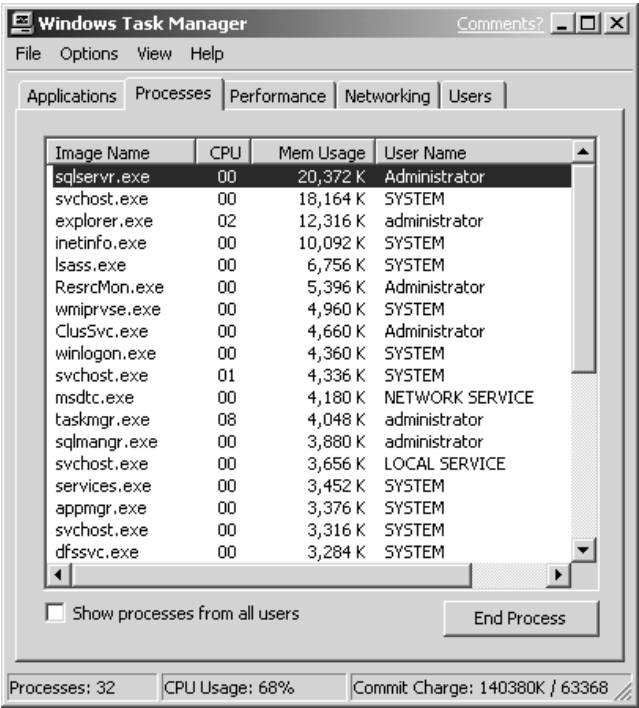 Windows Task Manager Comments?
File Options View Help
Applications Processes Performance Networking Users
Image Name CPU Mem Usage User Name
sqlservr.exe 00 20,372 K Administrator
svchost.exe 00 18,164 K SYSTEM
explorer.exe 02 12,316 K administrator
inetinfo.exe 00 10,092 K SYSTEM
lsass.exe 00 6,756 K SYSTEM
ResrcMon.exe 00 5,396 K Administrator
wmiprvse.exe 00 4,960 K SYSTEM
ClusSvc.exe 00 4,660 K Administrator
winlogon.exe 00 4,360 K SYSTEM
svchost.exe 01 4,336 K SYSTEM
msdtc.exe 00 4,180 K NETWORK SERVICE
taskmgr.exe 08 4,048 K administrator
sqlmangr.exe 00 3,880 K administrator
svchost.exe 00 3,656 K LOCAL SERVICE
services.exe 00 3,452 K SYSTEM
appmgr.exe 00 3,376 K SYSTEM
svchost.exe 00 3,316 K SYSTEM
dfssvc.exe 00 3,284 K SYSTEM
Show processes from all users End Process
Processes: 32 CPU Usage: 68% Commit Charge: 140380K / 63368